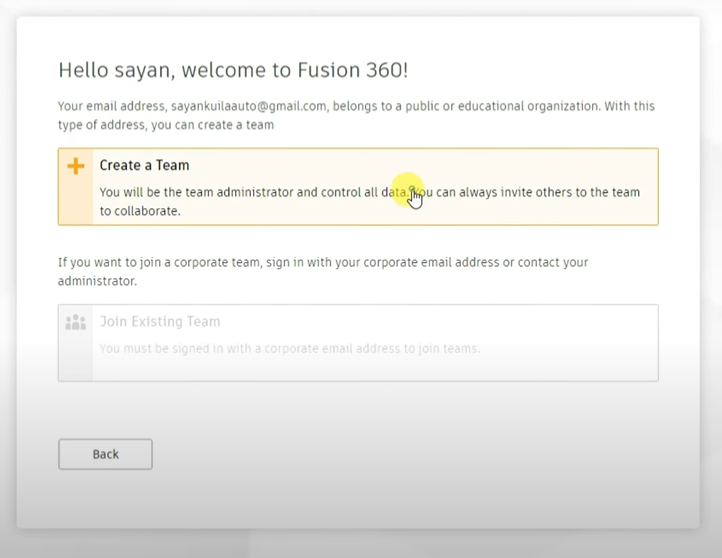 Hello sayan, welcome to Fusion 360!
Your email address, sayankuilaauto@gmail.com, belongs to a public or educational organization. With this
type of address, you can create a team
Create a Team
You will be the team administrator and control all data. You can always invite others to the team
to collaborate.
If you want to join a corporate team, sign in with your corporate email address or contact your
administrator.
Join Existing Team
You must be signed in with a corporate email address to join teams.
Back